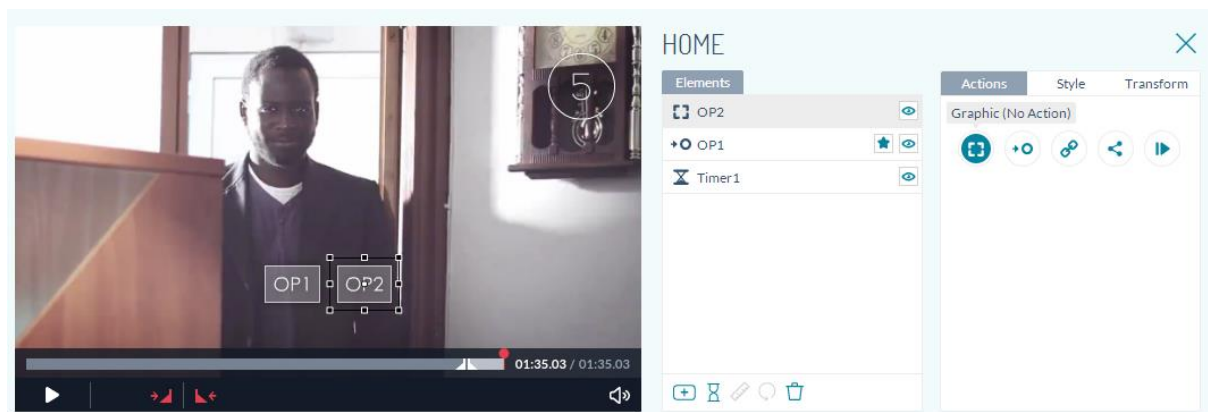 HOME
Elements
OP2
OP1
Timer1
Actions Style Transform
Graphic (No Action)
5
OP1 OP2
01:35.03 / 01:35.03